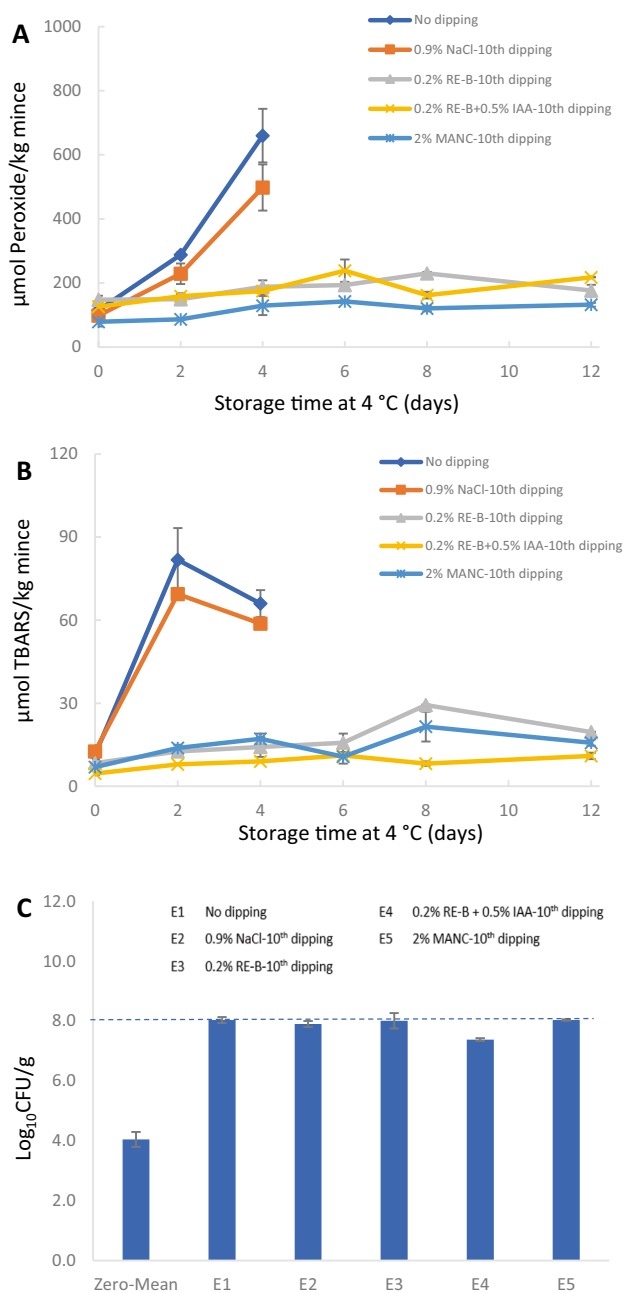 A
No dipping
0.9% NaCl-10th dipping
0.2% RE-B-10th dipping
0.2% RE-B+0.5% IAA-10th dipping
2% MANC-10th dipping
1000
800
600
400
200
0
µmol Peroxide/kg mince
0 2 4 6 8 10 12
Storage time at 4 °C (days)
B
No dipping
0.9% NaCl-10th dipping
0.2% RE-B-10th dipping
0.2% RE-B+0.5% IAA-10th dipping
2% MANC-10th dipping
120
90
60
30
0
µmol TBARS/kg mince
0 2 4 6 8 10 12
Storage time at 4 °C (days)
C
E1 No dipping E4 0.2% RE-B + 0.5% IAA-10th dipping
E2 0.9% NaCl-10th dipping E5 2% MANC-10th dipping
E3 0.2% RE-B-10th dipping
12.0
10.0
8.0
6.0
4.0
2.0
0.0
Log10CFU/g
Zero-Mean E1 E2 E3 E4 E5